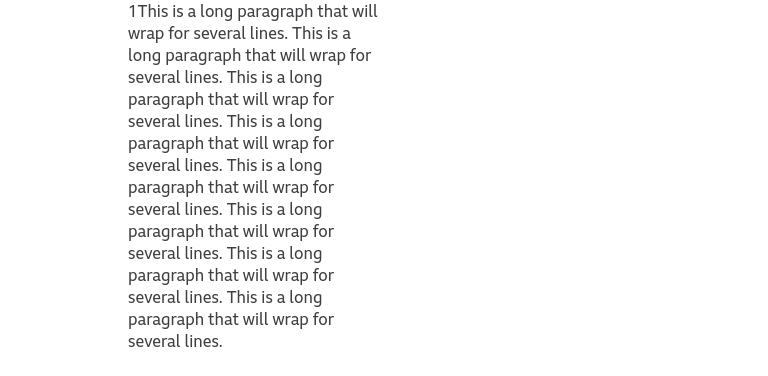 1This is a long paragraph that will
wrap for several lines. This is a
long paragraph that will wrap for
several lines. This is a long
paragraph that will wrap for
several lines. This is a long
paragraph that will wrap for
several lines. This is a long
paragraph that will wrap for
several lines. This is a long
paragraph that will wrap for
several lines. This is a long
paragraph that will wrap for
several lines. This is a long
paragraph that will wrap for
several lines.